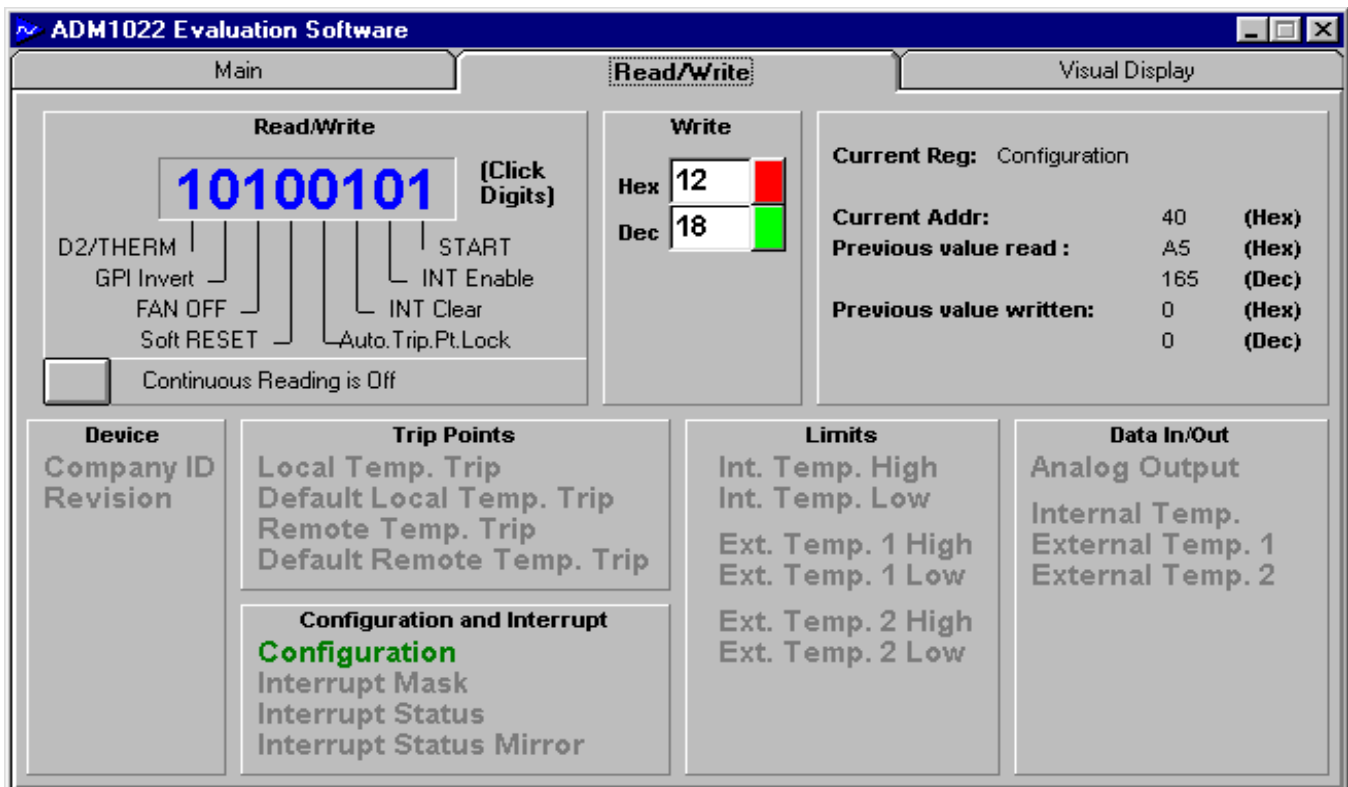 ADM1022 Evaluation Software
Main
Read/Write
Visual Display
Read/Write
10100101
(Click
Digits)
D2/THERM
START
GPI Invert
INT Enable
FAN OFF
INT Clear
Soft RESET
Auto.Trip.Pt.Lock
Continuous Reading is Off
Write
Hex 12
Dec 18
Current Reg: Configuration
Current Addr: 40 (Hex)
Previous value read : A5 (Hex)
165 (Dec)
Previous value written: 0 (Hex)
0 (Dec)
Device
Company ID
Revision
Trip Points
Local Temp. Trip
Default Local Temp. Trip
Remote Temp. Trip
Default Remote Temp. Trip
Configuration and Interrupt
Configuration
Interrupt Mask
Interrupt Status
Interrupt Status Mirror
Limits
Int. Temp. High
Int. Temp. Low
Ext. Temp. 1 High
Ext. Temp. 1 Low
Ext. Temp. 2 High
Ext. Temp. 2 Low
Data In/Out
Analog Output
Internal Temp.
External Temp. 1
External Temp. 2